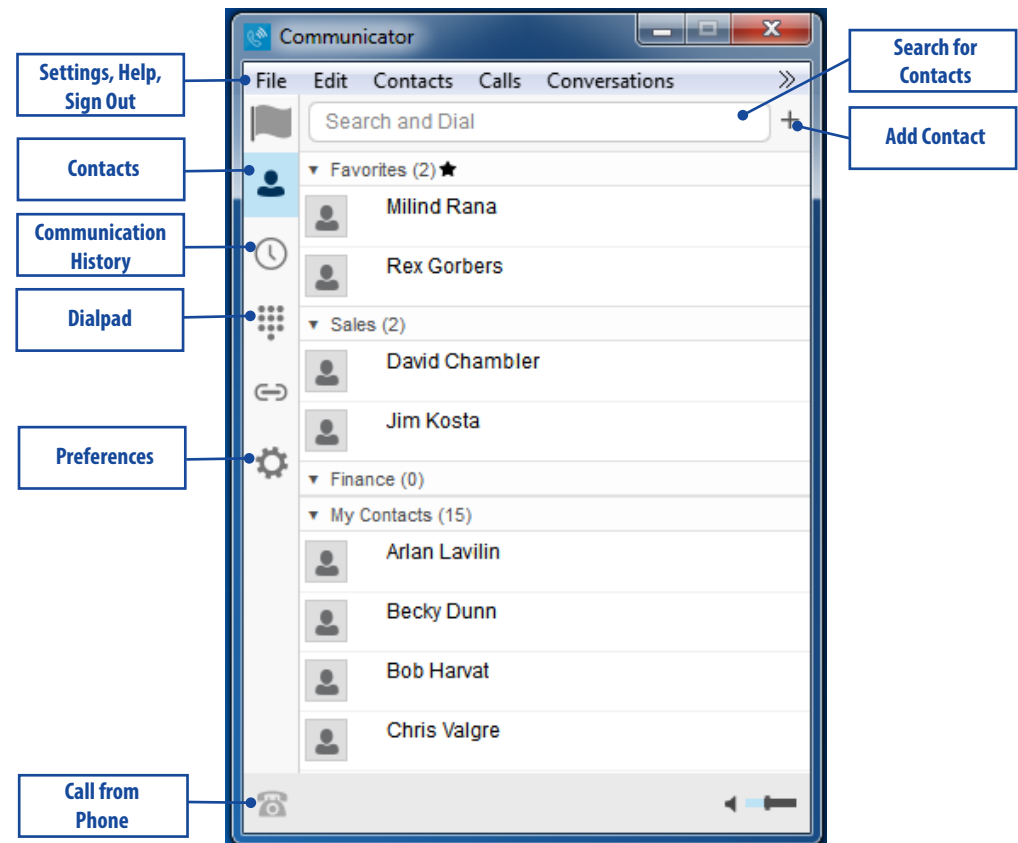 Communicator
Settings, Help,
Sign Out
File Edit Contacts Calls Conversations
Search for
Contacts
Search and Dial
Add Contact
Contacts
Favorites (2)
Milind Rana
Communication
History
Rex Gorbers
Dialpad
Sales (2)
David Chambler
Jim Kosta
Preferences
Finance (0)
My Contacts (15)
Arlan Lavilin
Becky Dunn
Bob Harvat
Chris Valgre
Call from
Phone